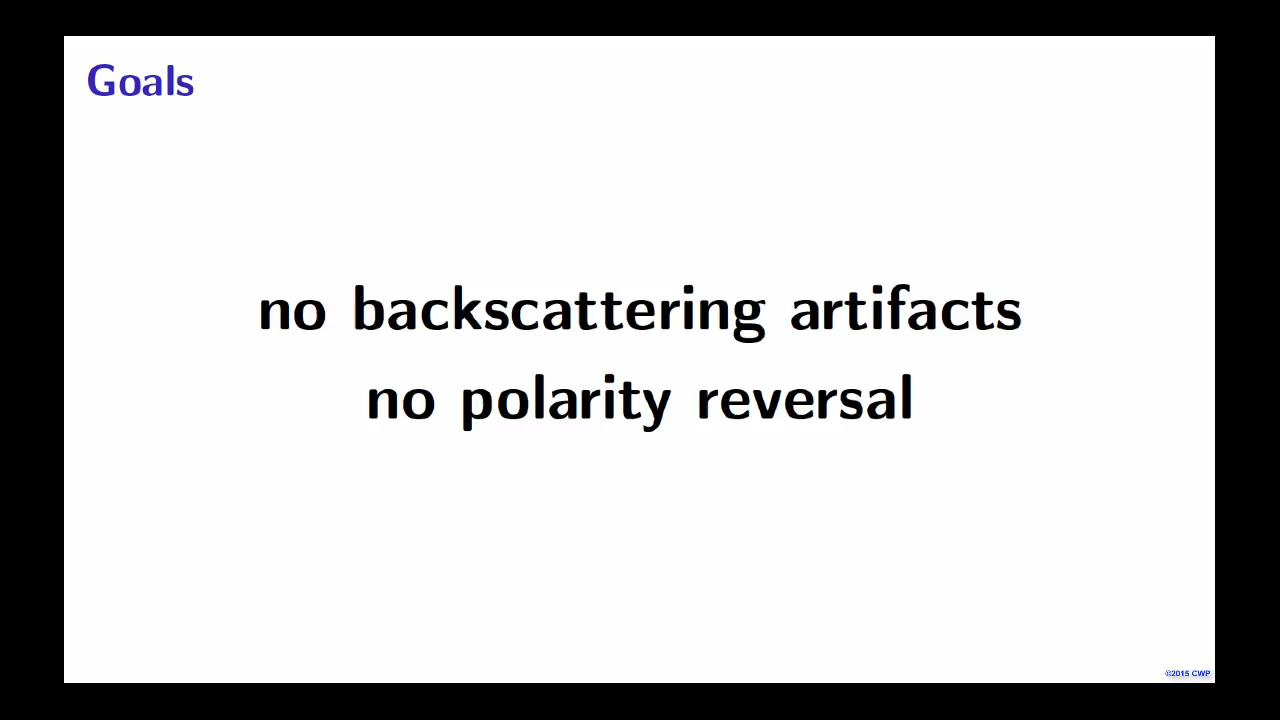 Goals
no backscattering artifacts
no polarity reversal
©2015 CWP